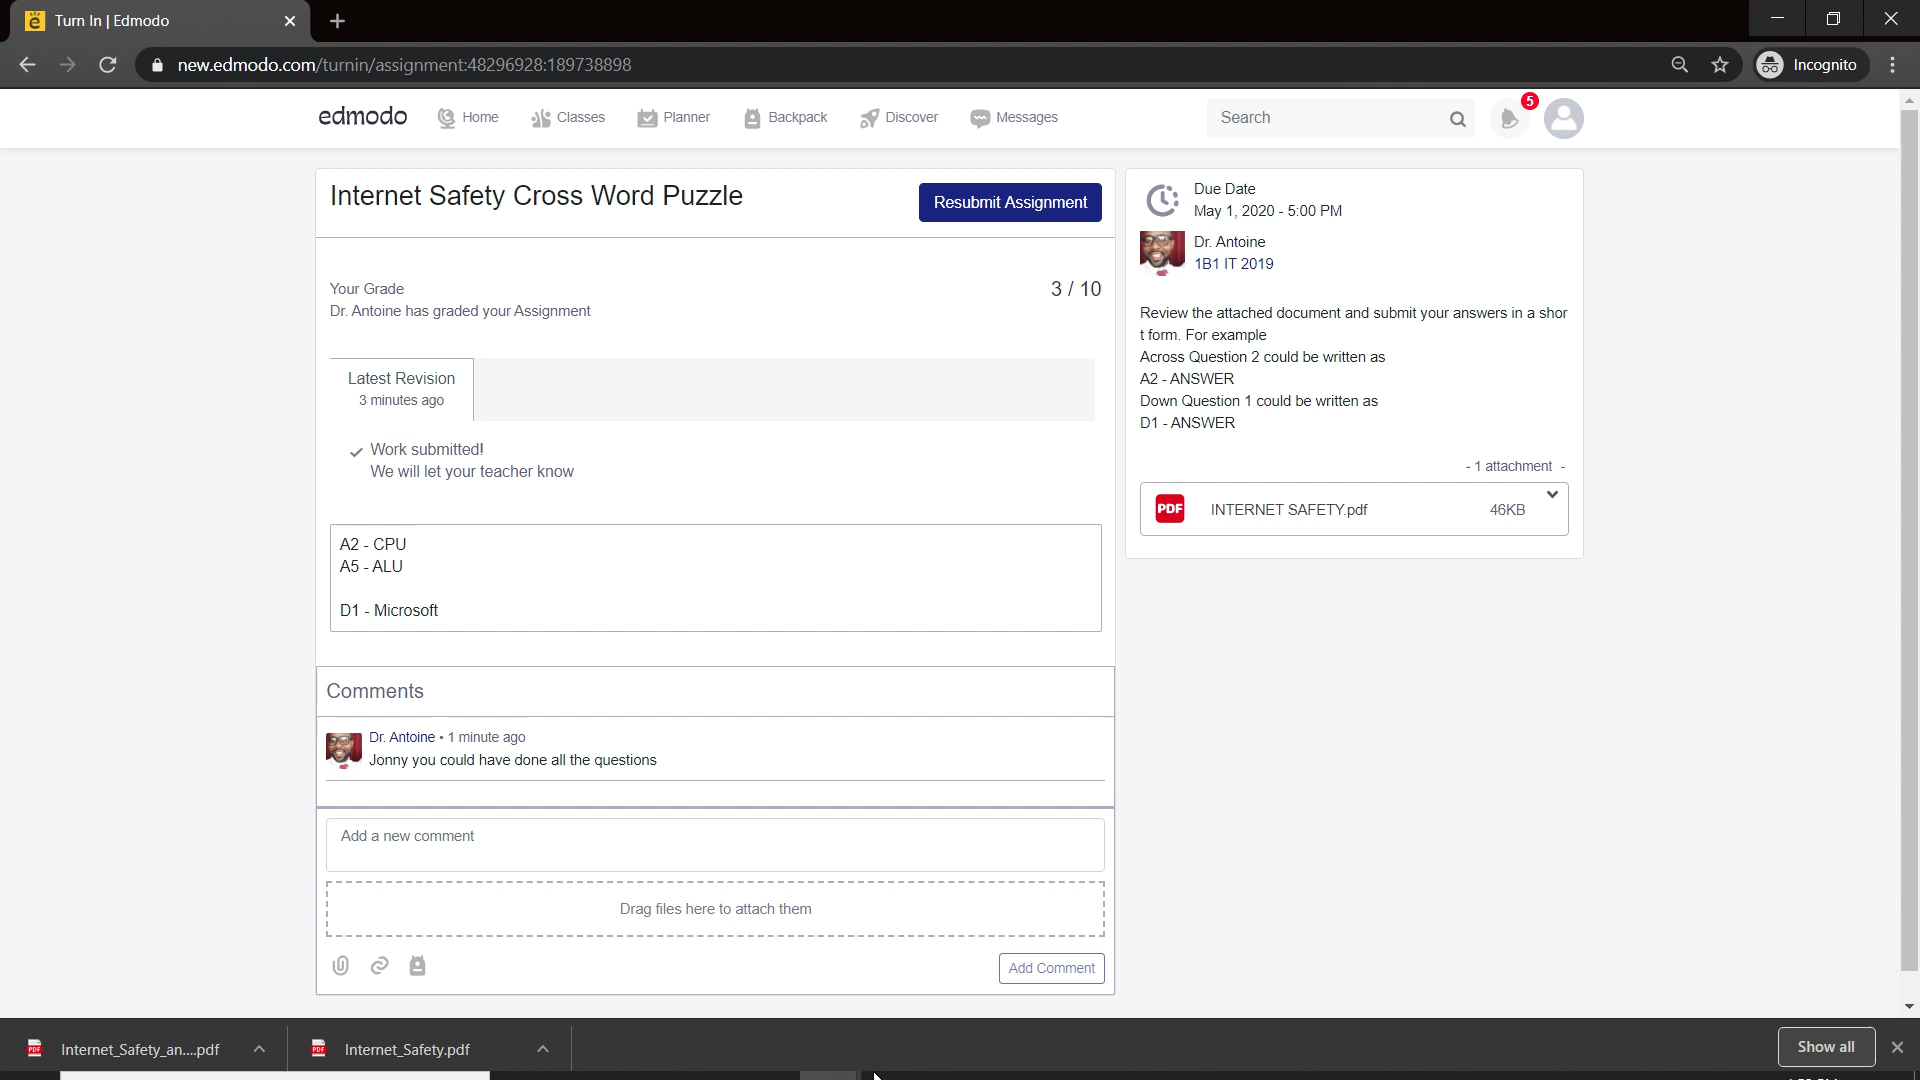 Turn In | Edmodo
new.edmodo.com/turnin/assignment:48296928:189738898
Incognito
edmodo
Home
Classes
Planner
Backpack
Discover
Messages
Search
5
Internet Safety Cross Word Puzzle
Resubmit Assignment
Your Grade
3 / 10
Dr. Antoine has graded your Assignment
Latest Revision
3 minutes ago
Work submitted!
We will let your teacher know
A2 - CPU
A5 - ALU
D1 - Microsoft
Comments
Dr. Antoine • 1 minute ago
Jonny you could have done all the questions
Add a new comment
Drag files here to attach them
Add Comment
Due Date
May 1, 2020 - 5:00 PM
Dr. Antoine
1B1 IT 2019
Review the attached document and submit your answers in a shor
t form. For example
Across Question 2 could be written as
A2 - ANSWER
Down Question 1 could be written as
D1 - ANSWER
- 1 attachment -
PDF
INTERNET SAFETY.pdf
46KB
Internet_Safety_an....pdf
Internet_Safety.pdf
Show all